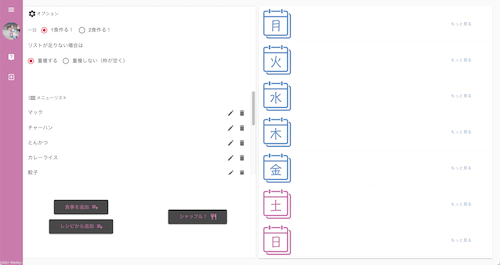 オプション
一日 1食作る！ 2食作る！
リストが足りない場合は
重複する 重複しない（枠が空く）
メニューリスト
マック
チャーハン
とんかつ
カレーライス
餃子
食事を追加
レシピから追加
シャッフル！
月 もっと見る
火 もっと見る
水 もっと見る
木 もっと見る
金 もっと見る
土 もっと見る
日 もっと見る